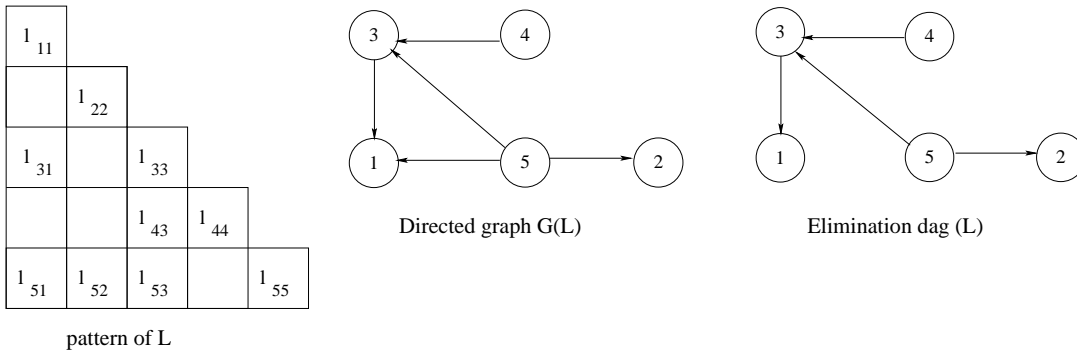 l 11
l 22
l 31 l 33
l 43 l 44
l 51 l 52 l 53 l 55
pattern of L
3 4
1 5 2
Directed graph G(L)
3 4
1 5 2
Elimination dag (L)